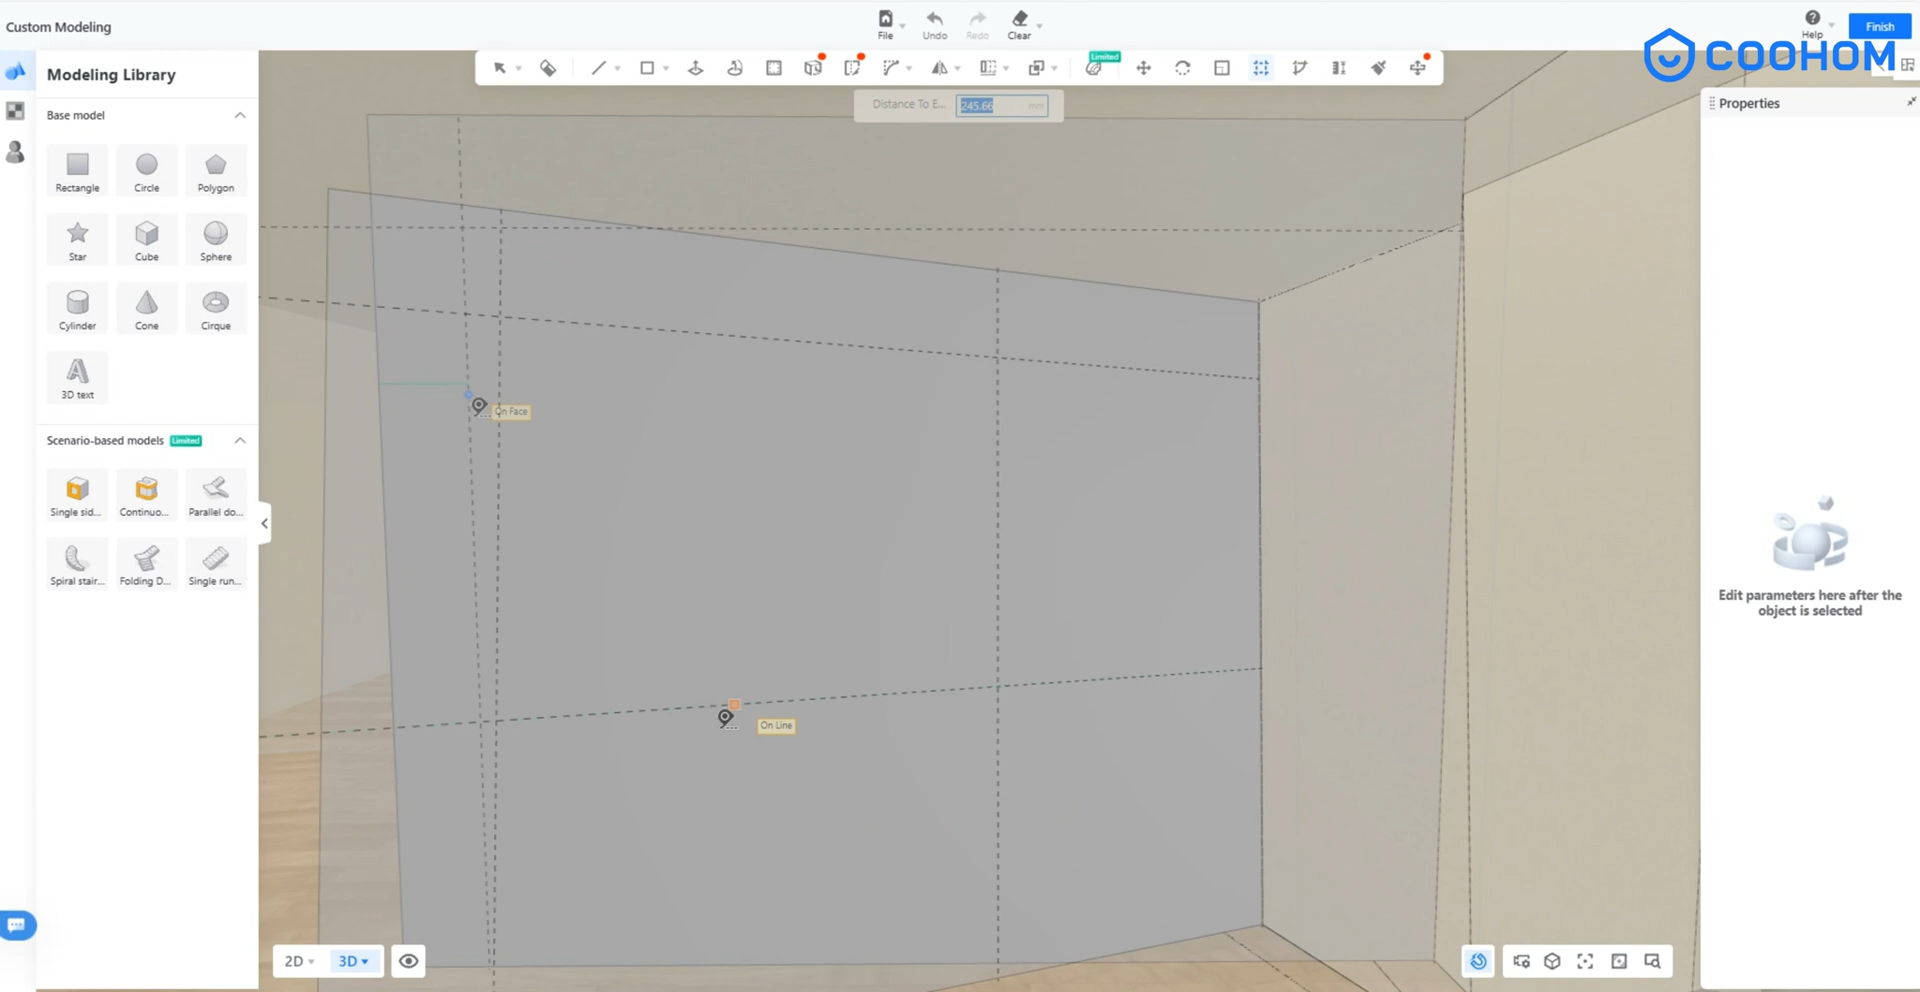 Custom Modeling
File
Undo
Redo
Clear
Help
Finish
COOHOM
Modeling Library
Limited
Distance To E...
245.66
mm
Properties
Base model
Rectangle
Circle
Polygon
Star
Cube
Sphere
Cylinder
Cone
Cirque
3D text
On Face
Scenario-based models
Limited
Single sid...
Continuo...
Parallel do...
Spiral stair...
Folding D...
Single run...
Edit parameters here after the
object is selected
On Line
2D
3D